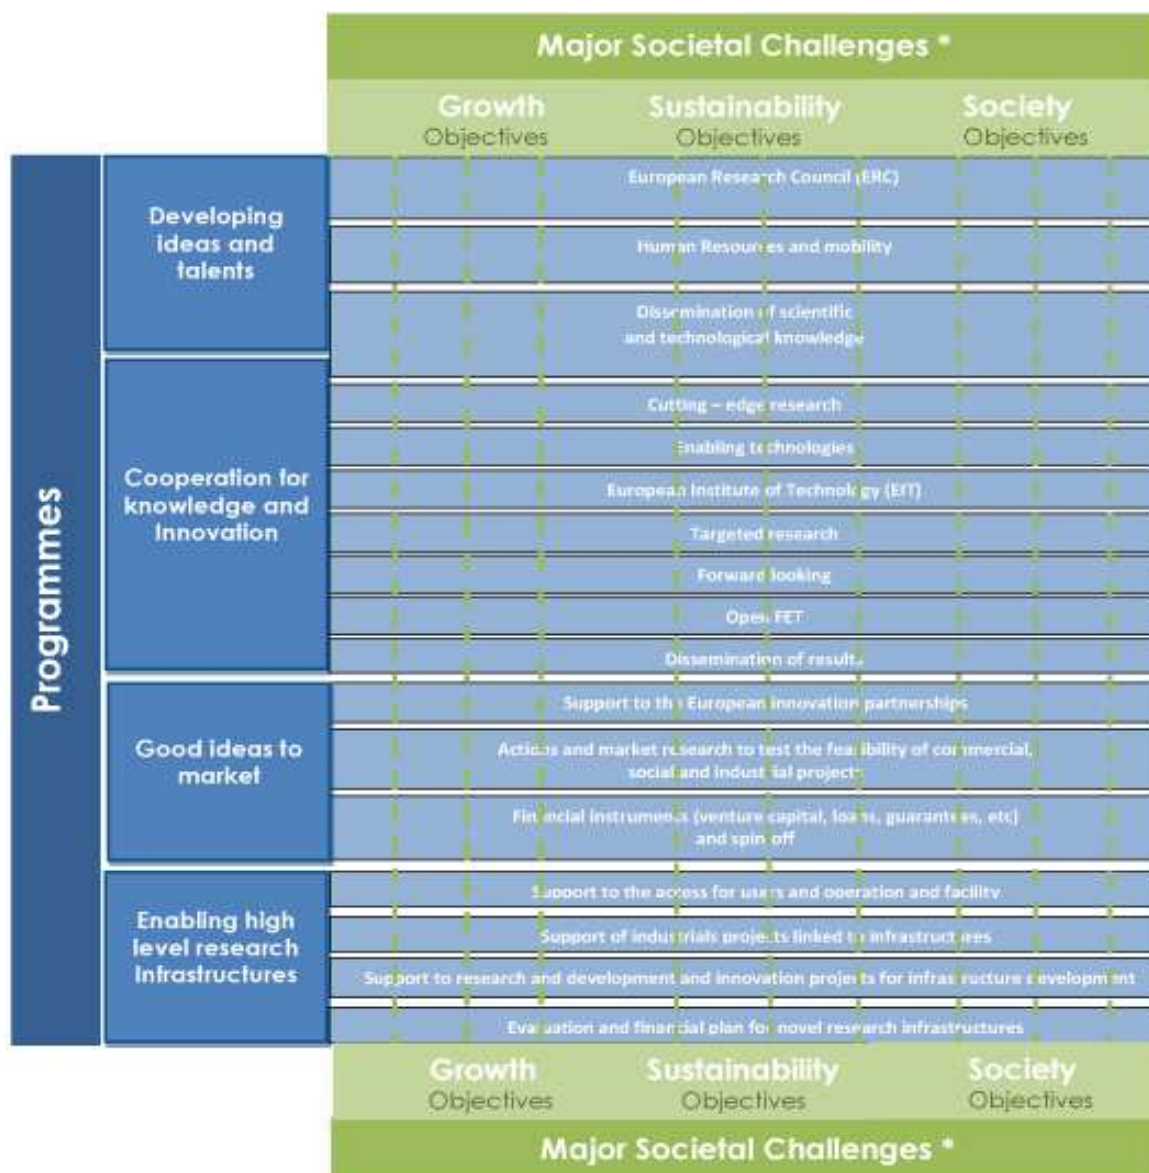 Major Societal Challenges *
Growth
Objectives
Sustainability
Objectives
Society
Objectives
Programmes
Developing
ideas and
talents
European Research Council (ERC)
Human Resources and mobility
Dissemination of scientific
and technological knowledge
Cooperation for
knowledge and
Innovation
Cutting – edge research
Enabling technologies
European Institute of Technology (EIT)
Targeted research
Forward looking
Open FET
Dissemination of results
Good ideas to
market
Support to the European innovation partnerships
Actions and market research to test the feasibility of commercial,
social and industrial projects
Financial instruments (venture capital, loans, guarantees, etc)
and spin off
Enabling high
level research
Infrastructures
Support to the access for users and operation and facility
Support of industrials projects linked to infrastructures
Support to research and development and innovation projects for infrastructure development
Evaluation and financial plan for novel research infrastructures
Growth
Objectives
Sustainability
Objectives
Society
Objectives
Major Societal Challenges *